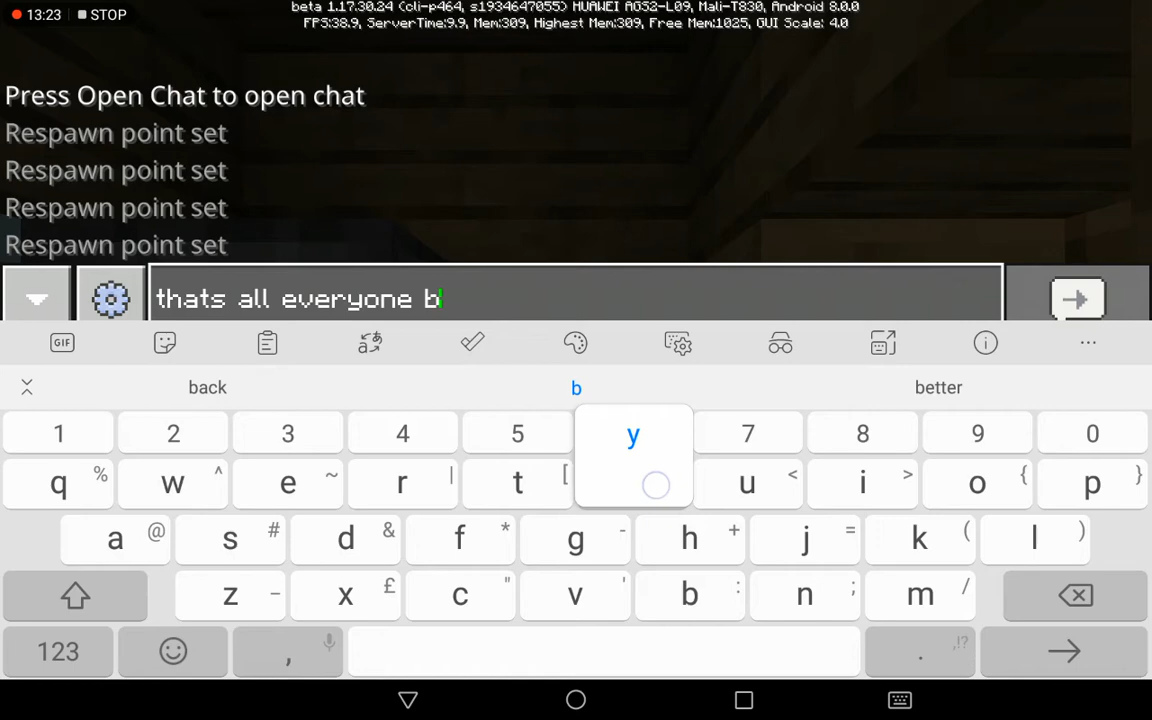 13:23 STOP
beta 1.17.30.24 (cli-p464, s1934647055) HUAWEI AGS2-L09, Mali-T830, Android 8.0.0
FPS:38.9, ServerTime:9.9, Mem:309, Highest Mem:309, Free Mem:1025, GUI Scale: 4.0
Press Open Chat to open chat
Respawn point set
Respawn point set
Respawn point set
Respawn point set
thats all everyone b
GIF
back b better
1 2 3 4 5 y 7 8 9 0
q % w ^ e ~ r | t [ u < i > o { p }
a @ s # d & f * g - h + j = k ( l )
z _ x £ c " v ' b : n ; m /
123 , . ,!?